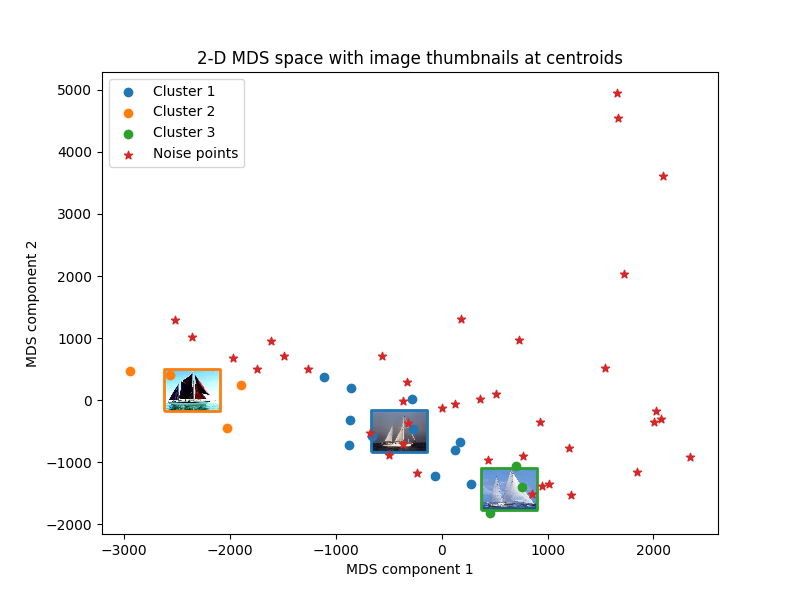 2-D MDS space with image thumbnails at centroids
Cluster 1
Cluster 2
Cluster 3
Noise points
MDS component 2
5000
4000
3000
2000
1000
0
−1000
−2000
−3000
−2000
−1000
0
1000
2000
MDS component 1